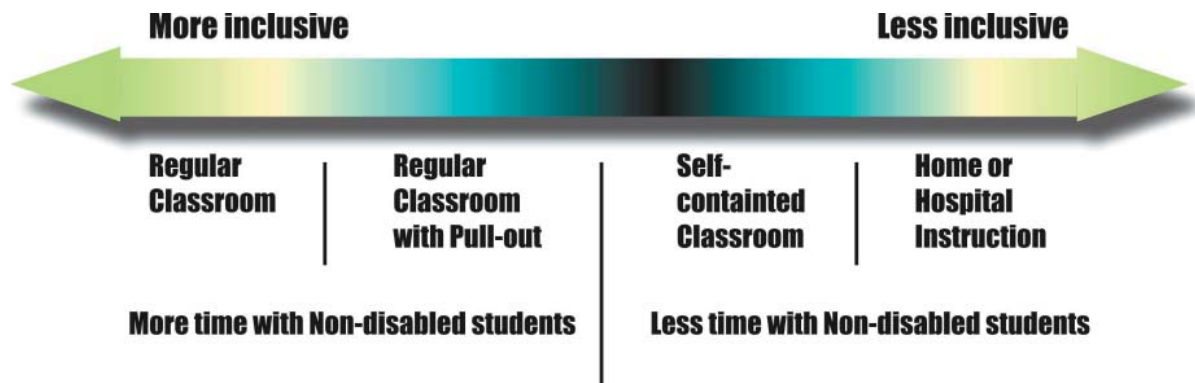 More inclusive
Less inclusive
Regular
Classroom
Regular
Classroom
with Pull-out
Self-
containted
Classroom
Home or
Hospital
Instruction
More time with Non-disabled students
Less time with Non-disabled students